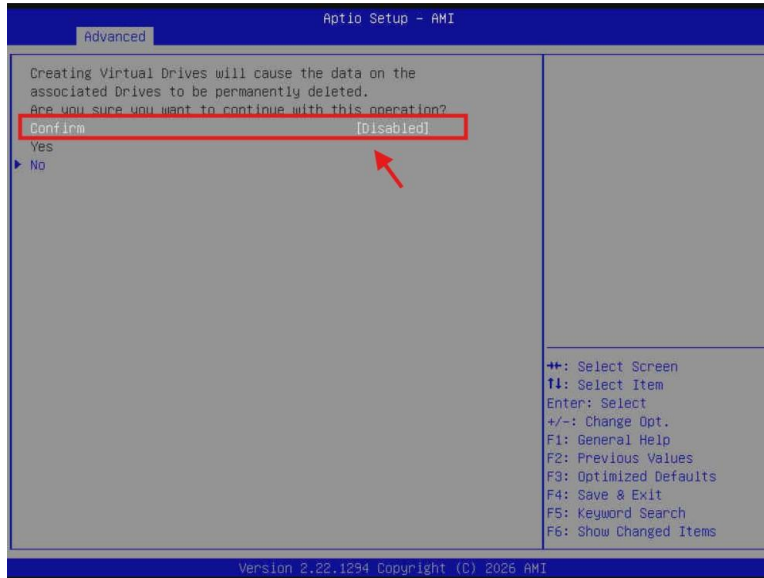 Aptio Setup – AMI
Advanced
Creating Virtual Drives will cause the data on the
associated Drives to be permanently deleted.
Are you sure you want to continue with this operation?
Confirm [Disabled]
Yes
No
→←: Select Screen
↑↓: Select Item
Enter: Select
+/-: Change Opt.
F1: General Help
F2: Previous Values
F3: Optimized Defaults
F4: Save & Exit
F5: Keyword Search
F6: Show Changed Items
Version 2.22.1294 Copyright (C) 2026 AMI